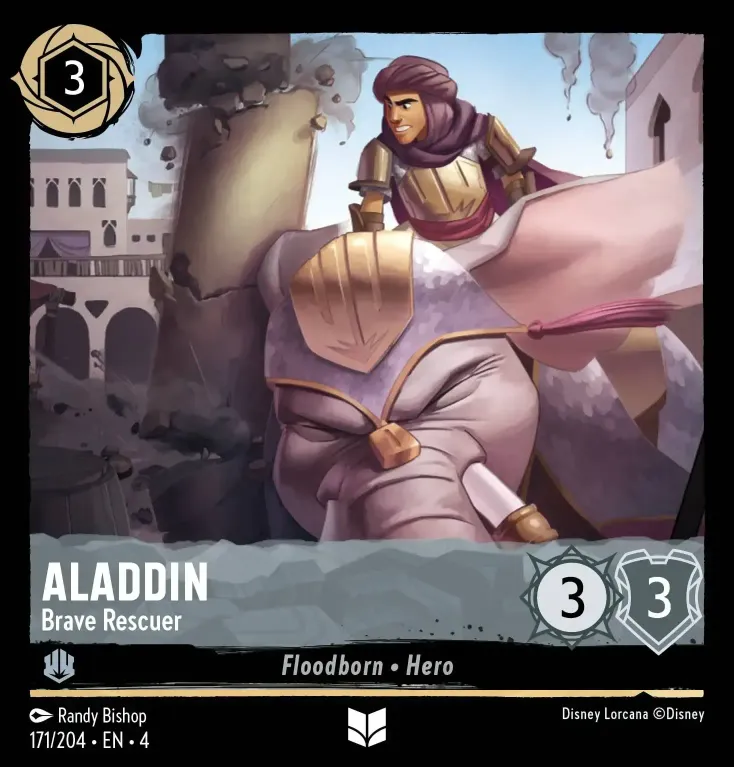 3
ALADDIN
Brave Rescuer
3
3
Floodborn • Hero
Randy Bishop
Disney Lorcana ©Disney
171/204 • EN • 4